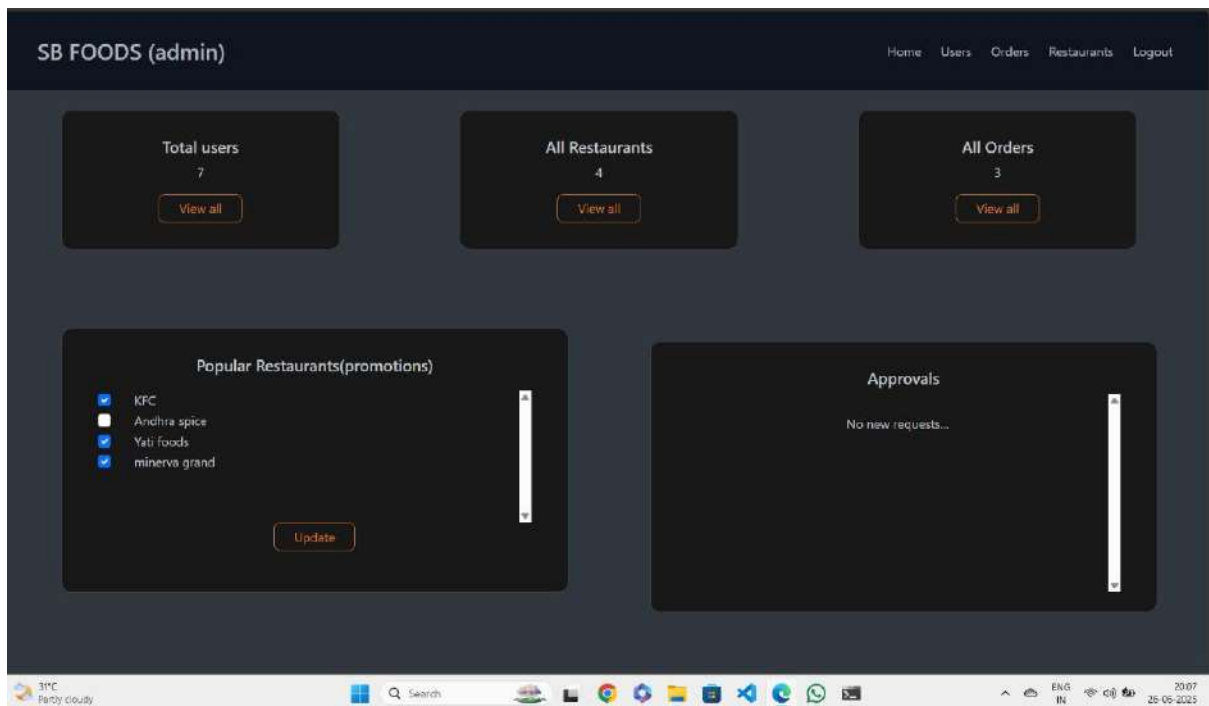 SB FOODS (admin)
Home Users Orders Restaurants Logout
Total users
7
View all
All Restaurants
4
View all
All Orders
3
View all
Popular Restaurants(promotions)
KFC
Andhra spice
Yati foods
minerva grand
Update
Approvals
No new requests...
31°C
Partly cloudy
Search
ENG
IN
20:07
26-06-2025